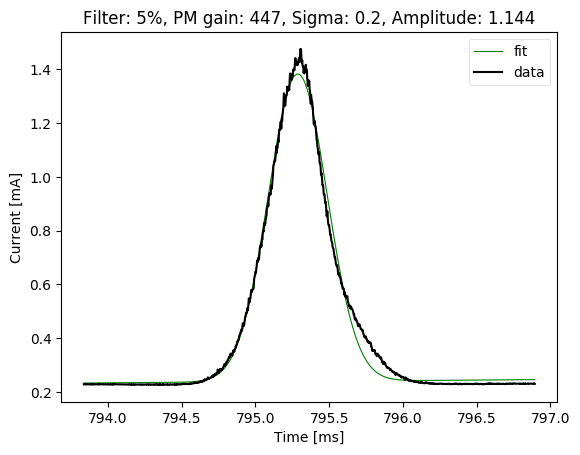 Filter: 5%, PM gain: 447, Sigma: 0.2, Amplitude: 1.144
fit
data
1.4
1.2
1.0
0.8
0.6
0.4
0.2
Current [mA]
794.0 794.5 795.0 795.5 796.0 796.5 797.0
Time [ms]